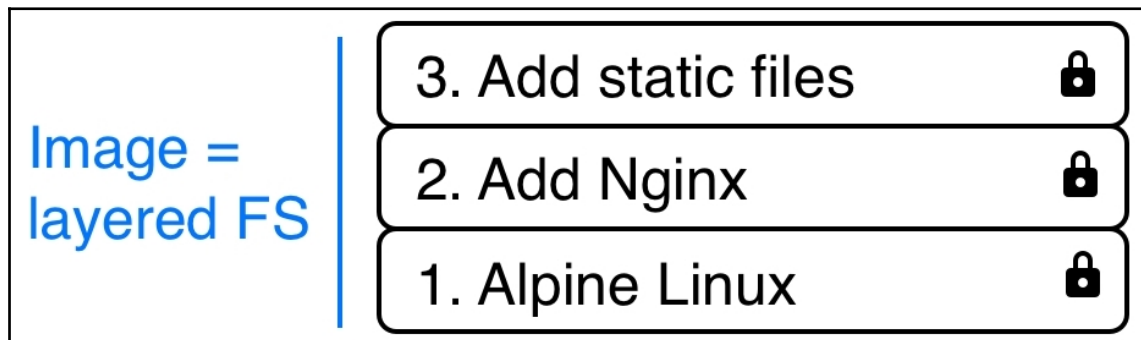 Image =
layered FS
3. Add static files
2. Add Nginx
1. Alpine Linux